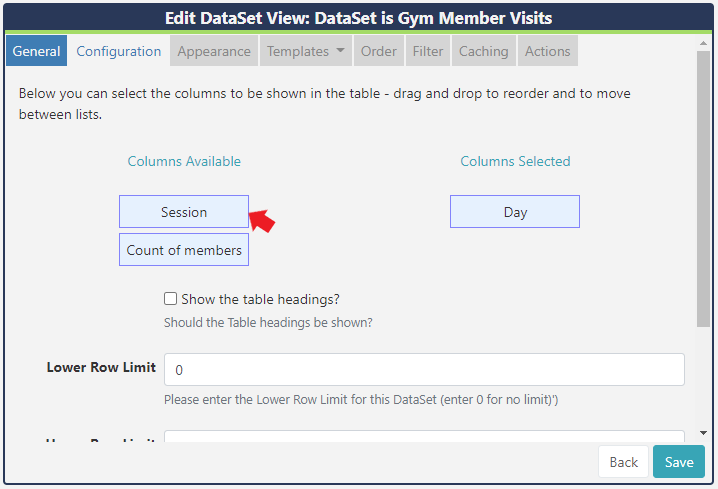 Edit DataSet View: DataSet is Gym Member Visits
General Configuration Appearance Templates Order Filter Caching Actions
Below you can select the columns to be shown in the table - drag and drop to reorder and to move
between lists.
Columns Available Columns Selected
Session Day
Count of members
Show the table headings?
Should the Table headings be shown?
Lower Row Limit 0
Please enter the Lower Row Limit for this DataSet (enter 0 for no limit)')
Back Save